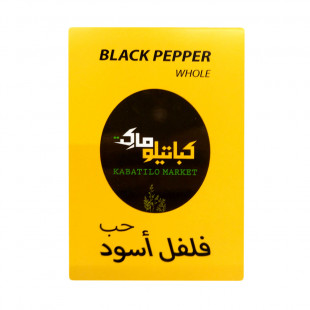 BLACK PEPPER
WHOLE
كباتيلو ماركت
KABATILO MARKET
حب
فلفل أسود